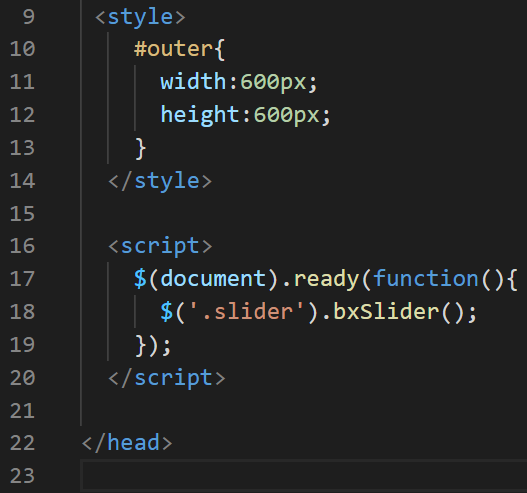 9 <style>
10 #outer{
11 width:600px;
12 height:600px;
13 }
14 </style>
15
16 <script>
17 $(document).ready(function(){
18 $('.slider').bxSlider();
19 });
20 </script>
21
22 </head>
23